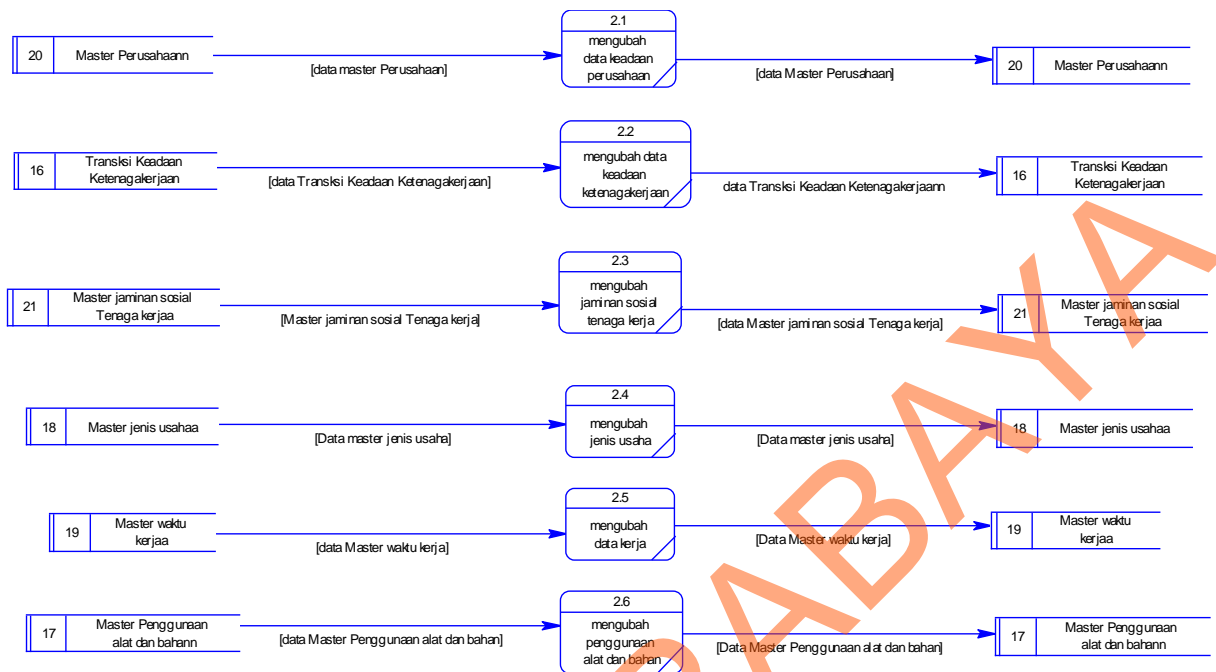 2.1
20 Master Perusahaann
[data master Perusahaan]
mengubah
data keadaan
perusahaan
[data Master Perusahaan]
20 Master Perusahaann
2.2
16 Transksi Keadaan
Ketenagakerjaan
[data Transksi Keadaan Ketenagakerjaan]
mengubah data
keadaan
ketenagakerjaan
data Transksi Keadaan Ketenagakerjaann
16 Transksi Keadaan
Ketenagakerjaan
2.3
21 Master jaminan sosial
Tenaga kerjaa
[Master jaminan sosial Tenaga kerja]
mengubah
jaminan sosial
tenaga kerja
[data Master jaminan sosial Tenaga kerja]
21 Master jaminan sosial
Tenaga kerjaa
2.4
18 Master jenis usahaa
[Data master jenis usaha]
mengubah
jenis usaha
[Data master jenis usaha]
18 Master jenis usahaa
2.5
19 Master waktu
kerjaa
[data Master waktu kerja]
mengubah
data kerja
[Data Master waktu kerja]
19 Master waktu
kerjaa
2.6
17 Master Penggunaan
alat dan bahann
[data Master Penggunaan alat dan bahan]
mengubah
penggunaan
alat dan bahan
[Data Master Penggunaan alat dan bahan]
17 Master Penggunaan
alat dan bahann
RABAYA